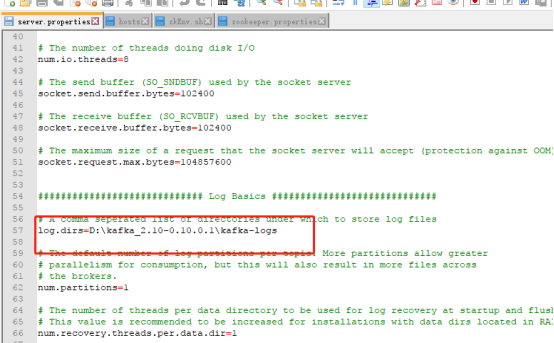 server.properties hosts zkEnv.sh zookeeper.properties
40
41 # The number of threads doing disk I/O
42 num.io.threads=8
43
44 # The send buffer (SO_SNDBUF) used by the socket server
45 socket.send.buffer.bytes=102400
46
47 # The receive buffer (SO_RCVBUF) used by the socket server
48 socket.receive.buffer.bytes=102400
49
50 # The maximum size of a request that the socket server will accept (protection against OOM)
51 socket.request.max.bytes=104857600
52
53
54 ############################# Log Basics #############################
55
56 # A comma seperated list of directories under which to store log files
57 log.dirs=D:\kafka_2.10-0.10.0.1\kafka-logs
58
59 # The default number of log partitions per topic. More partitions allow greater
60 # parallelism for consumption, but this will also result in more files across
61 # the brokers.
62 num.partitions=1
63
64 # The number of threads per data directory to be used for log recovery at startup and flush
65 # This value is recommended to be increased for installations with data dirs located in RA
66 num.recovery.threads.per.data.dir=1